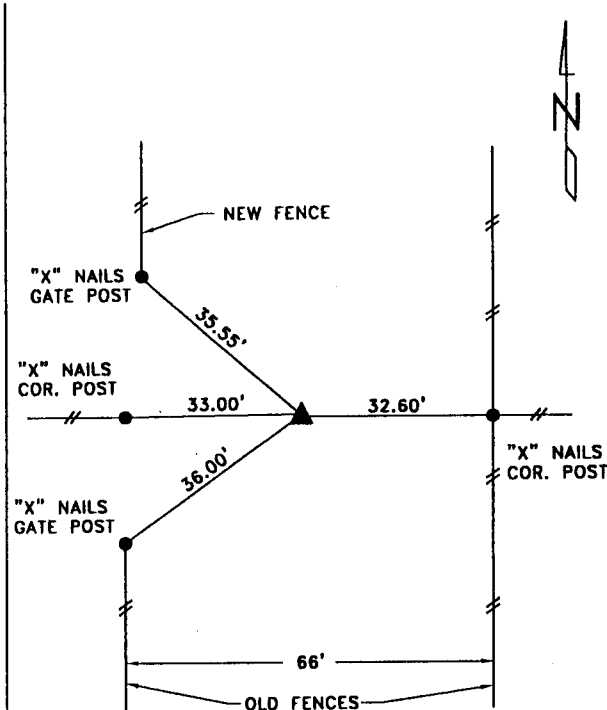 N
NEW FENCE
"X" NAILS
GATE POST
35.55'
"X" NAILS
COR. POST
33.00'
32.60'
"X" NAILS
COR. POST
36.00'
"X" NAILS
GATE POST
66'
OLD FENCES